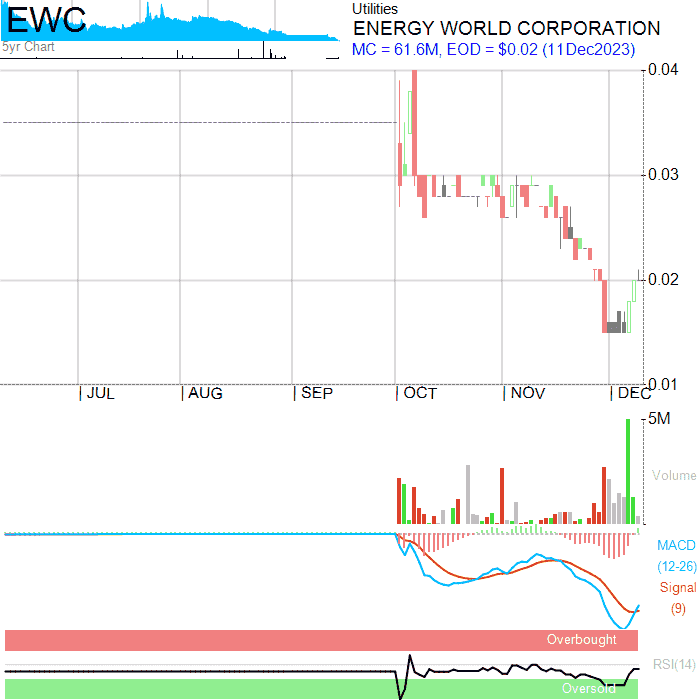 EWC
5yr Chart
Utilities
ENERGY WORLD CORPORATION
MC = 61.6M, EOD = $0.02 (11Dec2023)
0.04
0.03
0.02
0.01
JUL AUG SEP OCT NOV DEC
5M
Volume
MACD
(12-26)
Signal
(9)
Overbought
RSI(14)
Oversold